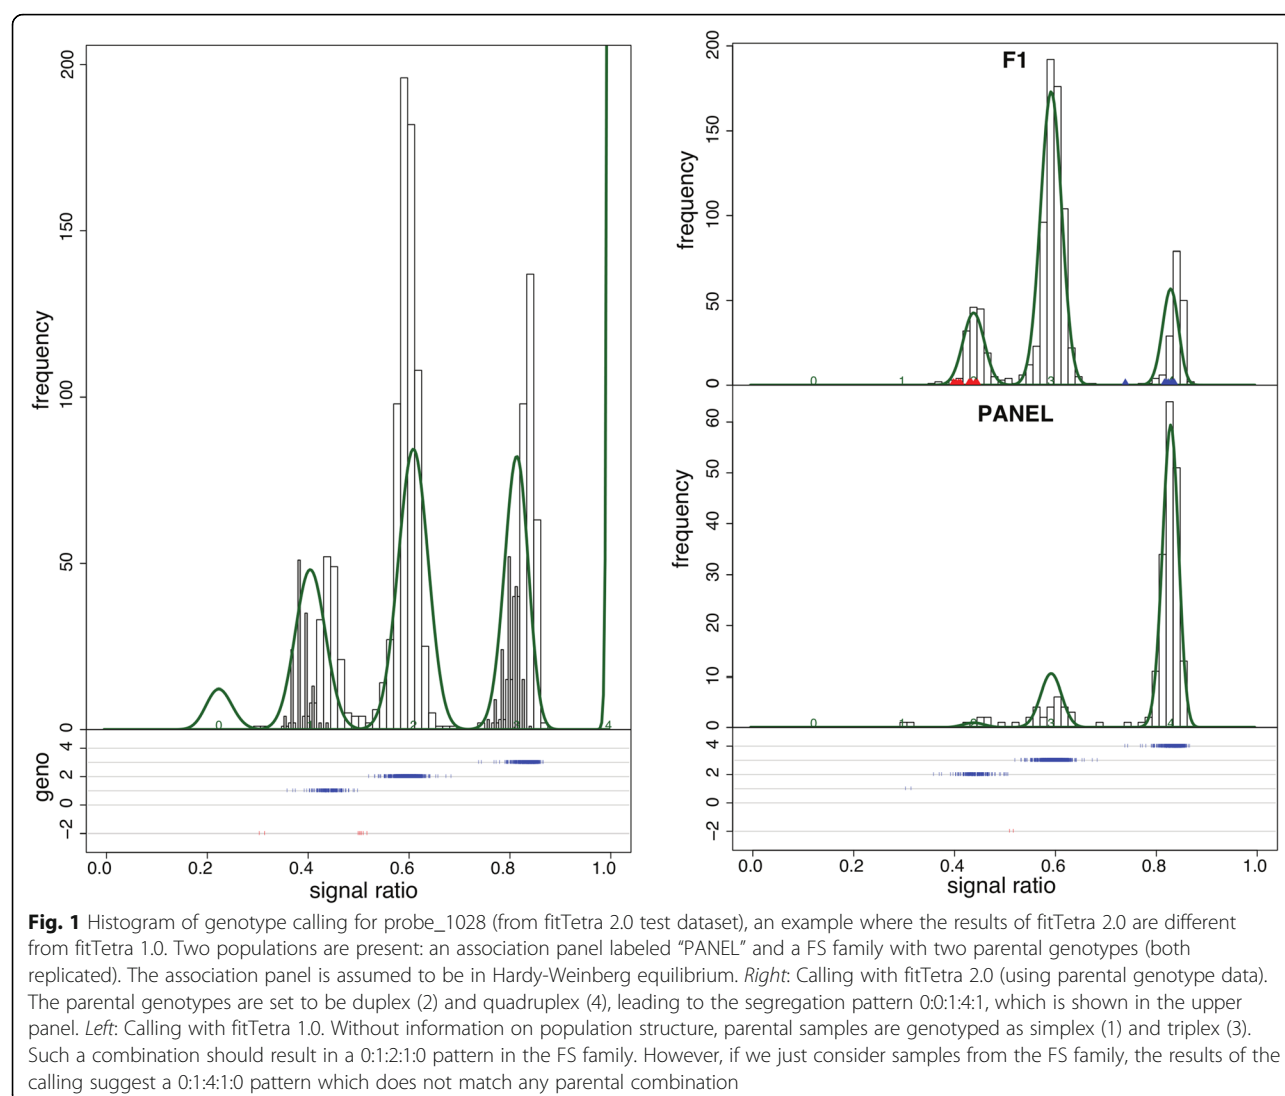 200
150
100
50
0
frequency
0
1
2
3
4
4
2
0
−2
geno
0.0 0.2 0.4 0.6 0.8 1.0
signal ratio
F1
200
150
100
50
0
frequency
0
1
3
PANEL
60
50
40
30
20
10
0
frequency
0
1
3
4
4
2
0
−2
0.0 0.2 0.4 0.6 0.8 1.0
signal ratio
Fig. 1 Histogram of genotype calling for probe_1028 (from fitTetra 2.0 test dataset), an example where the results of fitTetra 2.0 are different
from fitTetra 1.0. Two populations are present: an association panel labeled “PANEL” and a FS family with two parental genotypes (both
replicated). The association panel is assumed to be in Hardy-Weinberg equilibrium. Right: Calling with fitTetra 2.0 (using parental genotype data).
The parental genotypes are set to be duplex (2) and quadruplex (4), leading to the segregation pattern 0:0:1:4:1, which is shown in the upper
panel. Left: Calling with fitTetra 1.0. Without information on population structure, parental samples are genotyped as simplex (1) and triplex (3).
Such a combination should result in a 0:1:2:1:0 pattern in the FS family. However, if we just consider samples from the FS family, the results of the
calling suggest a 0:1:4:1:0 pattern which does not match any parental combination